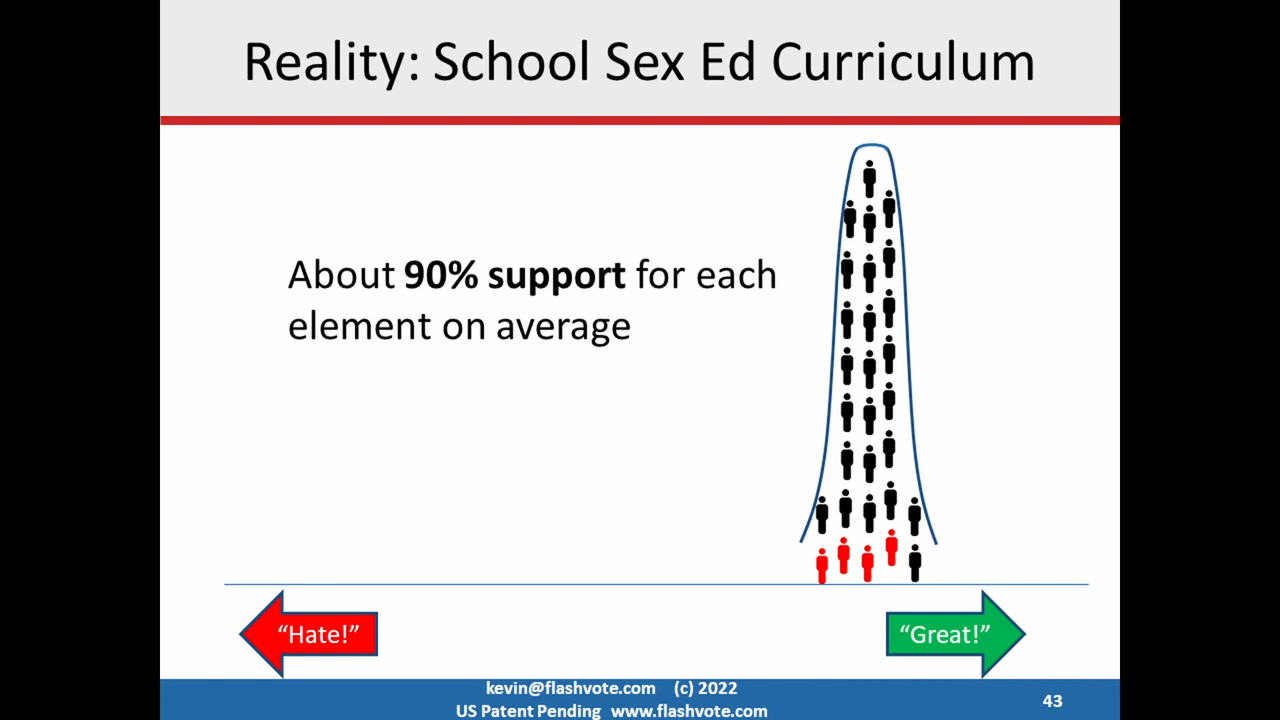 Reality: School Sex Ed Curriculum
About 90% support for each
element on average
“Hate!”
“Great!”
kevin@flashvote.com (c) 2022
US Patent Pending www.flashvote.com
43